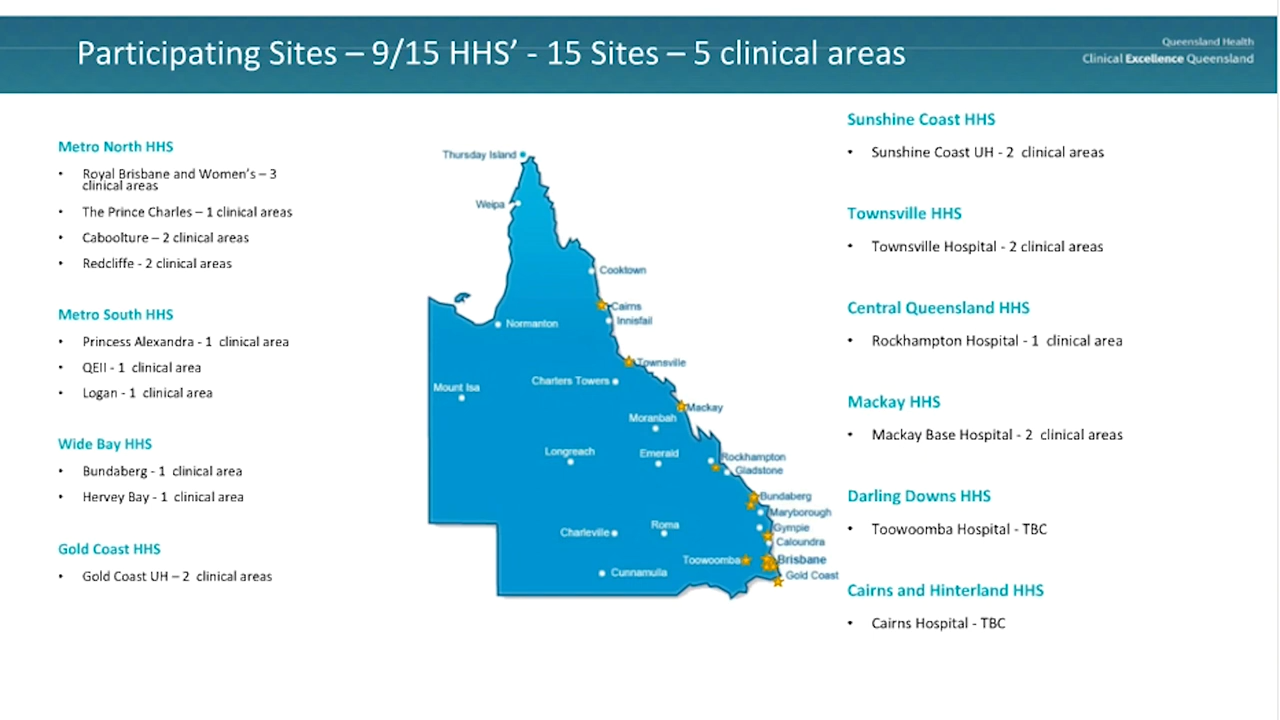 Participating Sites – 9/15 HHS’ - 15 Sites – 5 clinical areas
Queensland Health
Clinical Excellence Queensland
Metro North HHS
• Royal Brisbane and Women’s – 3
clinical areas
• The Prince Charles – 1 clinical areas
• Caboolture – 2 clinical areas
• Redcliffe - 2 clinical areas
Metro South HHS
• Princess Alexandra - 1 clinical area
• QEII - 1 clinical area
• Logan - 1 clinical area
Wide Bay HHS
• Bundaberg - 1 clinical area
• Hervey Bay - 1 clinical area
Gold Coast HHS
• Gold Coast UH – 2 clinical areas
Thursday Island
Weipa
Cooktown
Cairns
Innisfail
Normanton
Townsville
Charters Towers
Mount Isa
Mackay
Moranbah
Longreach
Emerald
Rockhampton
Gladstone
Bundaberg
Maryborough
Gympie
Caloundra
Charleville
Roma
Toowoomba
Brisbane
Cunnamulla
Gold Coast
Sunshine Coast HHS
• Sunshine Coast UH - 2 clinical areas
Townsville HHS
• Townsville Hospital - 2 clinical areas
Central Queensland HHS
• Rockhampton Hospital - 1 clinical area
Mackay HHS
• Mackay Base Hospital - 2 clinical areas
Darling Downs HHS
• Toowoomba Hospital - TBC
Cairns and Hinterland HHS
• Cairns Hospital - TBC